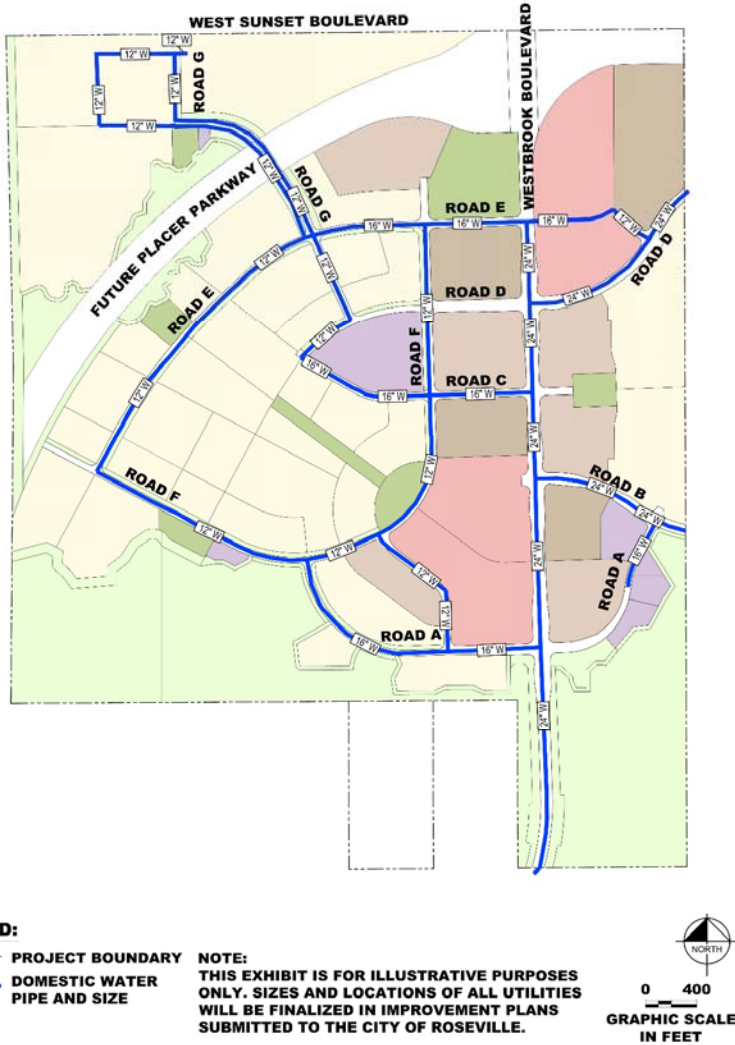 WEST SUNSET BOULEVARD
12" W
12" W
12" W
12" W
12" W
ROAD G
WESTBROOK BOULEVARD
12" W
12" W
ROAD G
FUTURE PLACER PARKWAY
ROAD E
16" W
16" W
16" W
12" W
24" W
ROAD D
12" W
12" W
24" W
ROAD E
ROAD D
24" W
12" W
12" W
24" W
ROAD F
16" W
ROAD C
16" W
16" W
12" W
24" W
12" W
ROAD F
ROAD B
24" W
24" W
12" W
12" W
16" W
24" W
12" W
ROAD A
12" W
ROAD A
16" W
16" W
24" W
D:
PROJECT BOUNDARY
DOMESTIC WATER
PIPE AND SIZE
NOTE:
THIS EXHIBIT IS FOR ILLUSTRATIVE PURPOSES
ONLY. SIZES AND LOCATIONS OF ALL UTILITIES
WILL BE FINALIZED IN IMPROVEMENT PLANS
SUBMITTED TO THE CITY OF ROSEVILLE.
NORTH
0 400
GRAPHIC SCALE
IN FEET